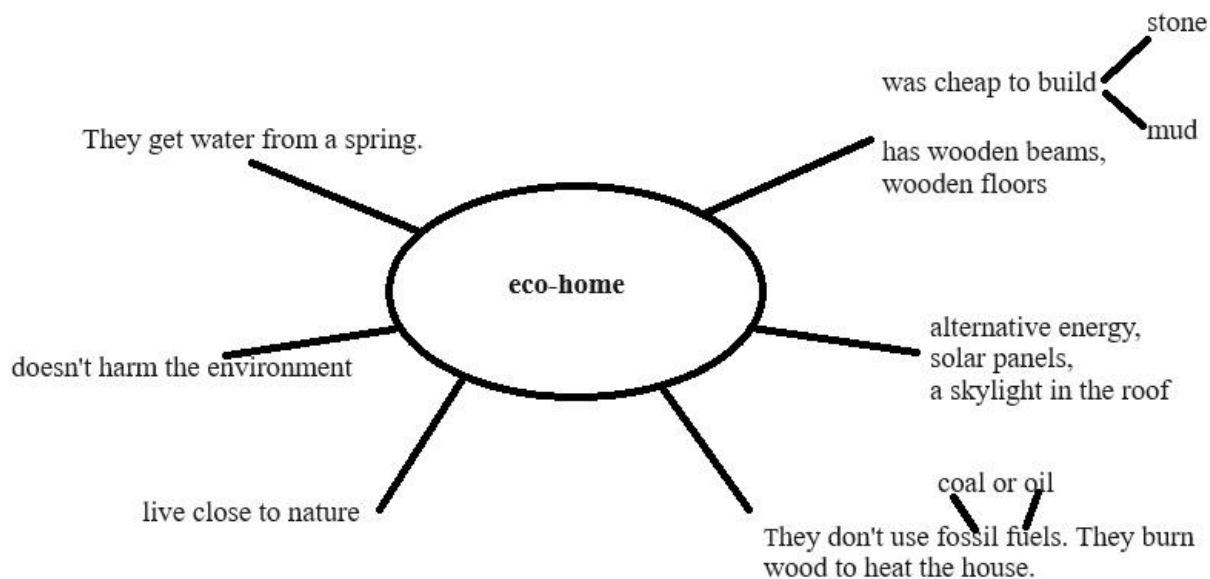 stone
was cheap to build
mud
has wooden beams,
wooden floors
They get water from a spring.
eco-home
alternative energy,
solar panels,
a skylight in the roof
doesn't harm the environment
live close to nature
coal or oil
They don't use fossil fuels. They burn
wood to heat the house.